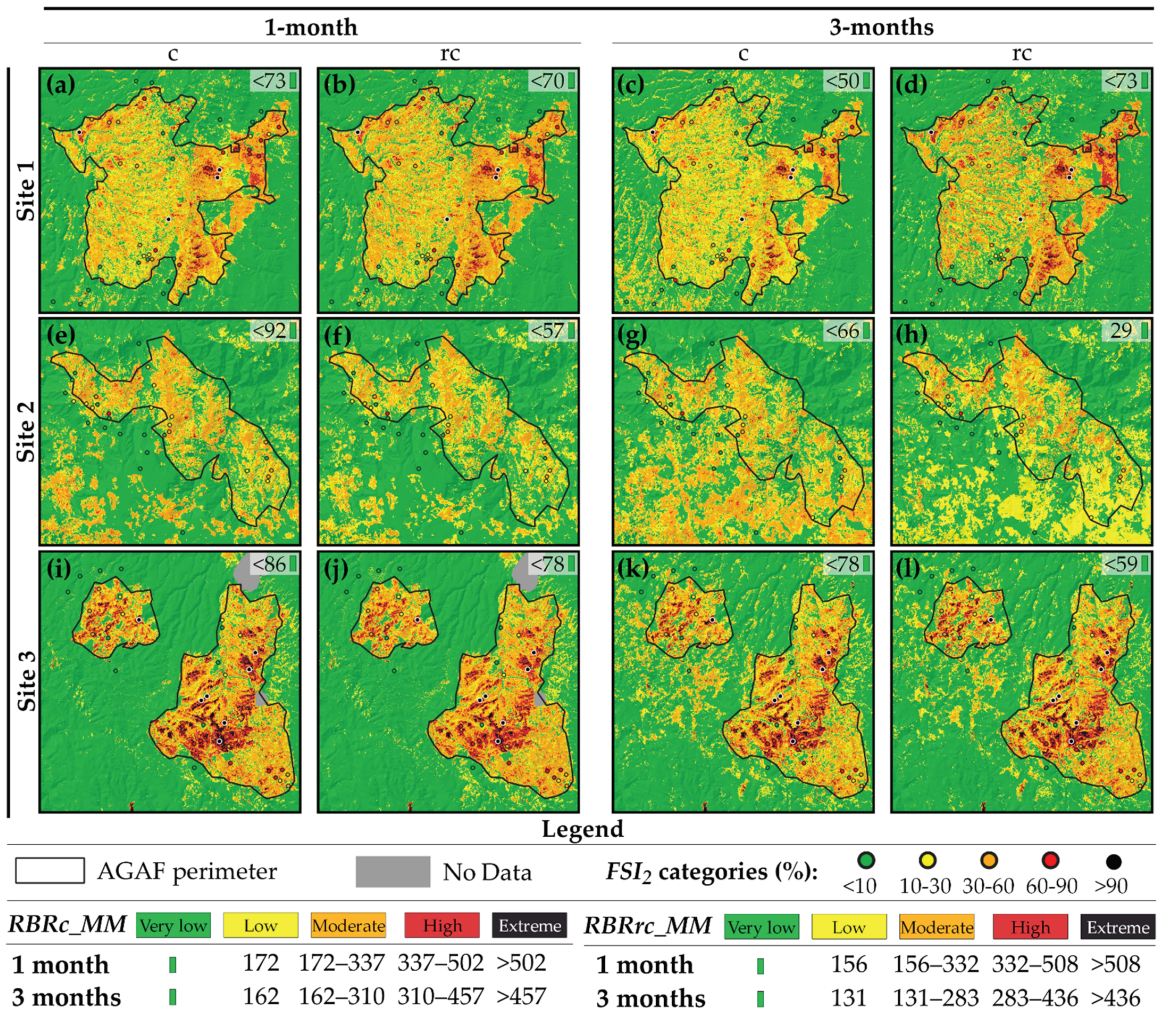 1-month 3-months
c rc c rc
Site 1
(a) <73 (b) <70 (c) <50 (d) <73
Site 2
(e) <92 (f) <57 (g) <66 (h) 29
Site 3
(i) <86 (j) <78 (k) <78 (l) <59
Legend
AGAF perimeter No Data FSI2 categories (%): <10 10-30 30-60 60-90 >90
RBRc_MM Very low Low Moderate High Extreme
1 month 172 172–337 337–502 >502
3 months 162 162–310 310–457 >457
RBRrc_MM Very low Low Moderate High Extreme
1 month 156 156–332 332–508 >508
3 months 131 131–283 283–436 >436